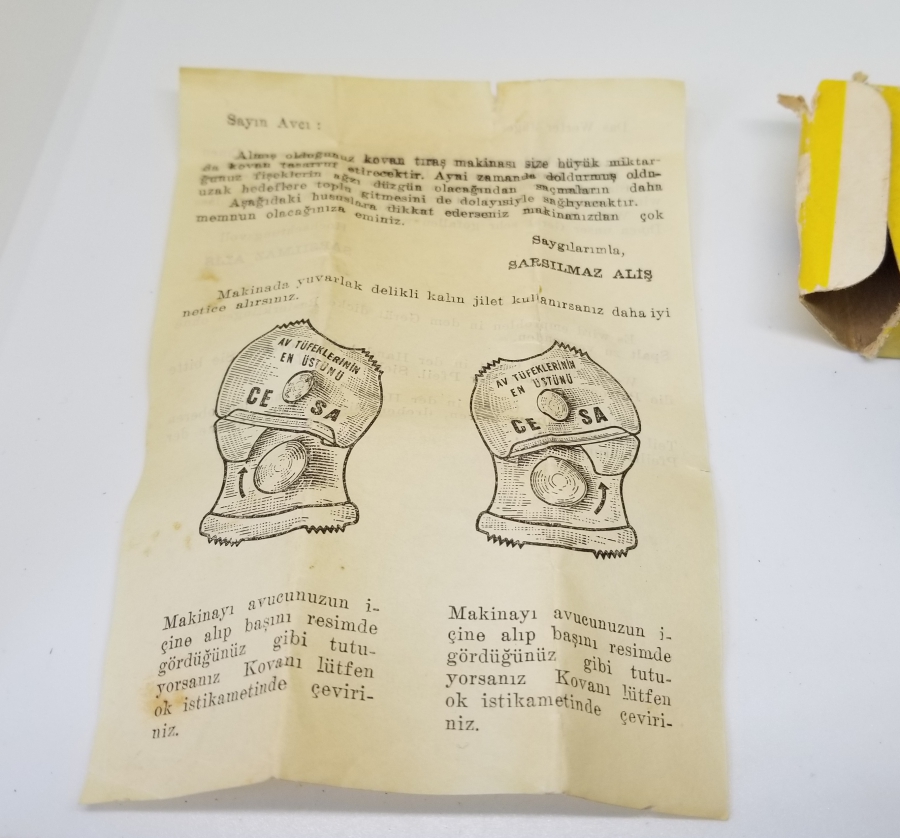 Sayın Avcı :
Almış olduğunuz kovan tıraş makinası size büyük miktar-
da kovan tasarruf ettirecektir. Ayni zamanda doldurmuş oldu-
ğunuz fişeklerin ağzı düzgün olacağından saçmaların daha
uzak hedeflere toplu gitmesini de dolayısiyle sağlıyacaktır.
Aşağıdaki hususlara dikkat ederseniz makinanızdan çok
memnun olacağınıza eminiz.
Saygılarımla,
SARSILMAZ ALİŞ
Makinada yuvarlak delikli kalın jilet kullanırsanız daha iyi
netice alırsınız.
AV TÜFEKLERİNİN
EN ÜSTÜNÜ
CE SA
AV TÜFEKLERİNİN
EN ÜSTÜNÜ
CE SA
Makinayı avucunuzun i-
çine alıp başını resimde
gördüğünüz gibi tutu-
yorsanız Kovanı lütfen
ok istikametinde çeviri-
niz.
Makinayı avucunuzun i-
çine alıp başını resimde
gördüğünüz gibi tutu-
yorsanız Kovanı lütfen
ok istikametinde çeviri-
niz.